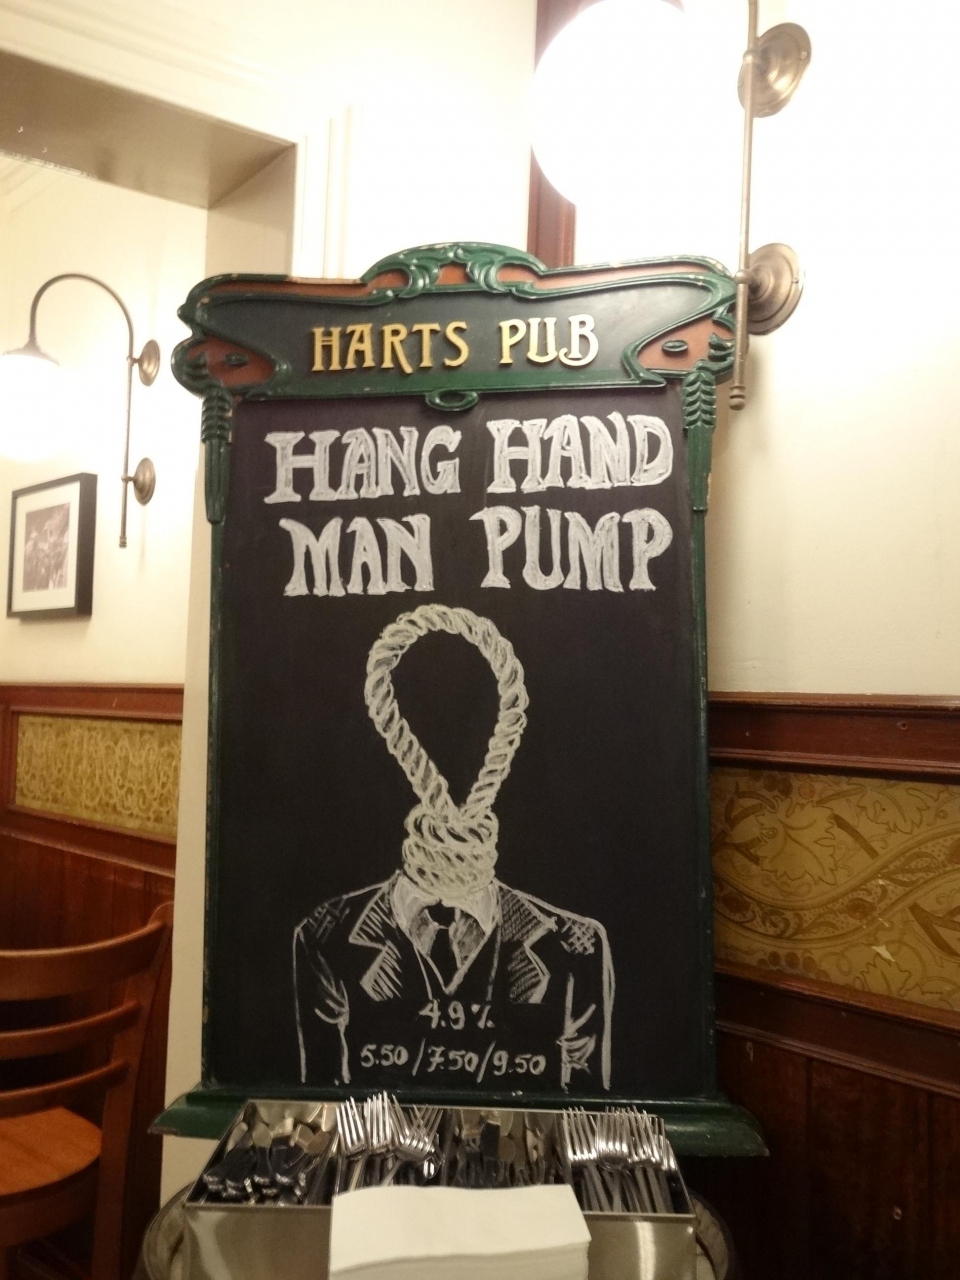 HARTS PUB
HANG HAND
MAN PUMP
4.9%
5.50/7.50/9.50